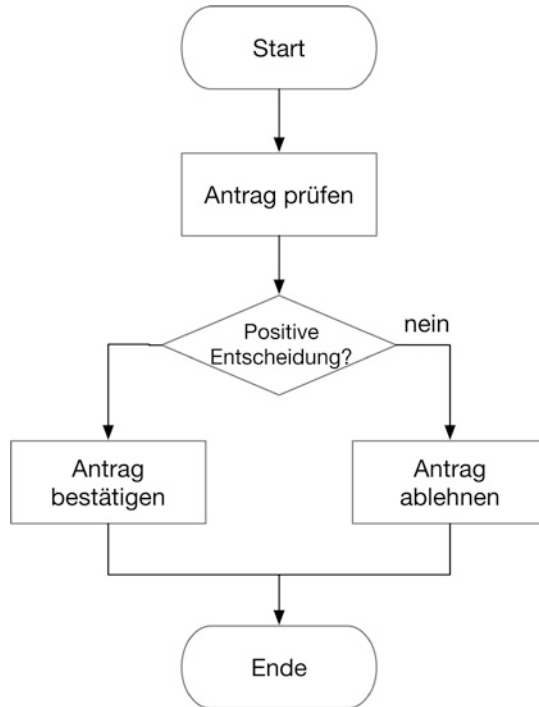 Start
Antrag prüfen
Positive
Entscheidung?
nein
Antrag
bestätigen
Antrag
ablehnen
Ende